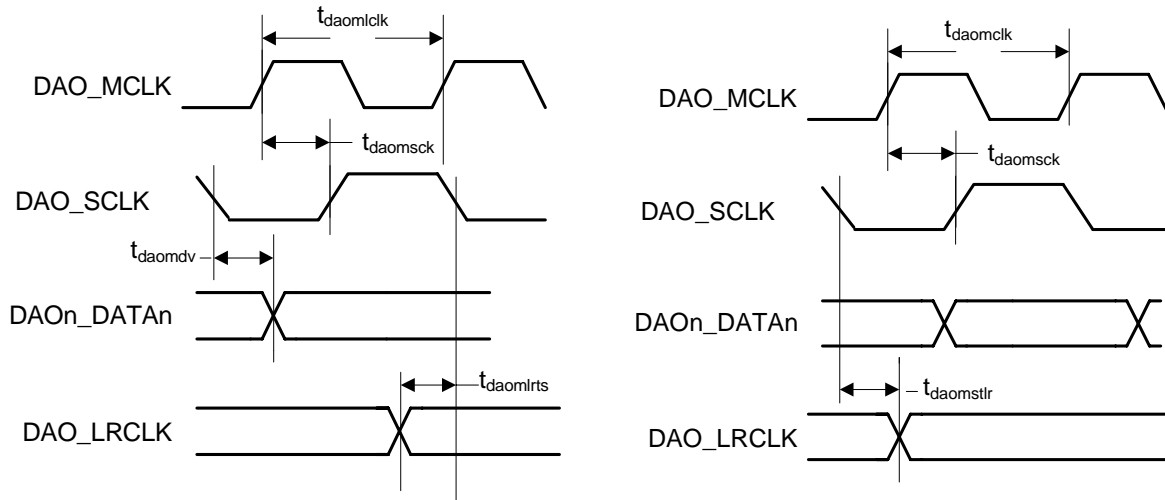 t_daomlclk
DAO_MCLK
t_daomsck
DAO_SCLK
t_daomdv
DAOn_DATAn
t_daomlrts
DAO_LRCLK
t_daomclk
DAO_MCLK
t_daomsck
DAO_SCLK
DAOn_DATAn
t_daomstlr
DAO_LRCLK